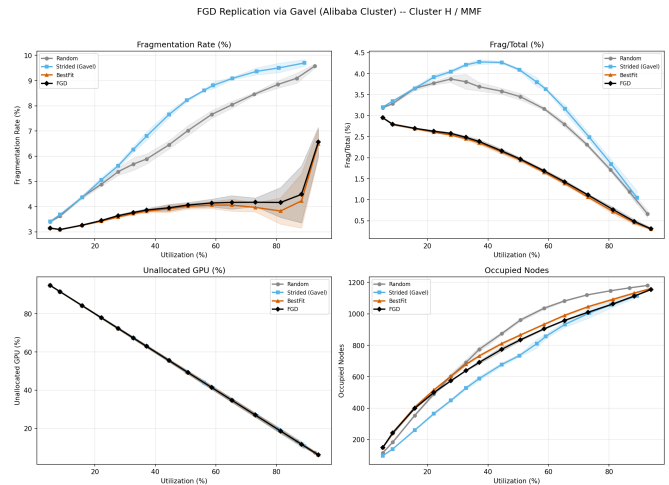 FGD Replication via Gavel (Alibaba Cluster) -- Cluster H / MMF
Fragmentation Rate (%)
Fragmentation Rate (%)
10
9
8
7
6
5
4
3
20
40
60
80
Utilization (%)
Random
Strided (Gavel)
BestFit
FGD
Frag/Total (%)
Frag/Total (%)
4.5
4.0
3.5
3.0
2.5
2.0
1.5
1.0
0.5
20
40
60
80
Utilization (%)
Random
Strided (Gavel)
BestFit
FGD
Unallocated GPU (%)
Unallocated GPU (%)
80
60
40
20
20
40
60
80
Utilization (%)
Random
Strided (Gavel)
BestFit
FGD
Occupied Nodes
Occupied Nodes
1200
1000
800
600
400
200
20
40
60
80
Utilization (%)
Random
Strided (Gavel)
BestFit
FGD